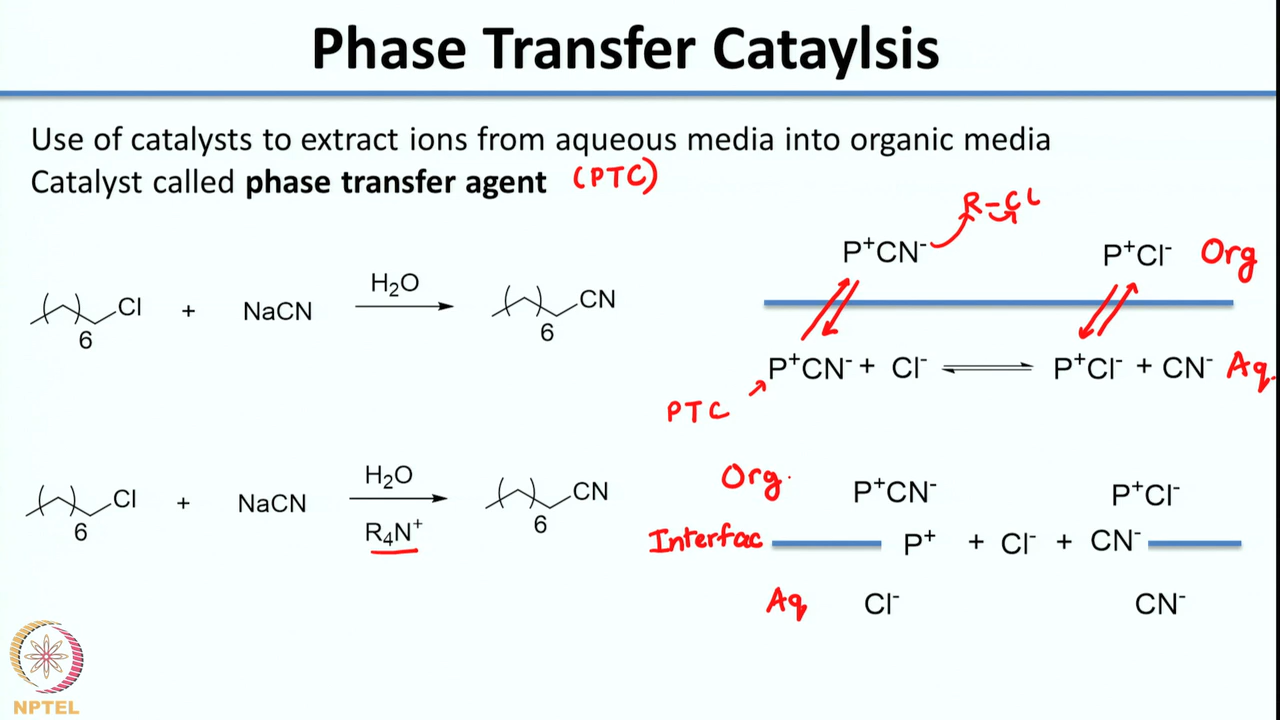 Phase Transfer Cataylsis
Use of catalysts to extract ions from aqueous media into organic media
Catalyst called phase transfer agent (PTC)
R-Cl
P⁺CN⁻ P⁺Cl⁻ Org
Cl + NaCN H₂O CN
6 6
P⁺CN⁻ + Cl⁻ P⁺Cl⁻ + CN⁻ Aq.
PTC
Org.
Cl + NaCN H₂O CN
6 R₄N⁺ 6
P⁺CN⁻ P⁺Cl⁻
Interfac P⁺ + Cl⁻ + CN⁻
Aq Cl⁻ CN⁻
NPTEL